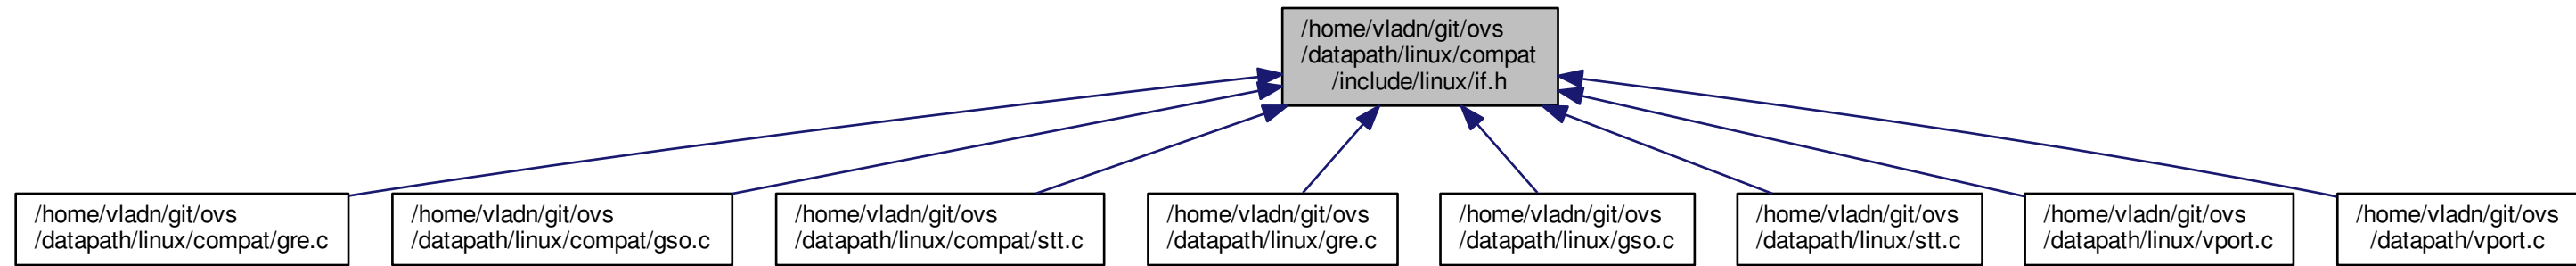 /home/vladn/git/ovs
/datapath/linux/compat
/include/linux/if.h
/home/vladn/git/ovs
/datapath/linux/compat/gre.c
/home/vladn/git/ovs
/datapath/linux/compat/gso.c
/home/vladn/git/ovs
/datapath/linux/compat/stt.c
/home/vladn/git/ovs
/datapath/linux/gre.c
/home/vladn/git/ovs
/datapath/linux/gso.c
/home/vladn/git/ovs
/datapath/linux/stt.c
/home/vladn/git/ovs
/datapath/linux/vport.c
/home/vladn/git/ovs
/datapath/vport.c